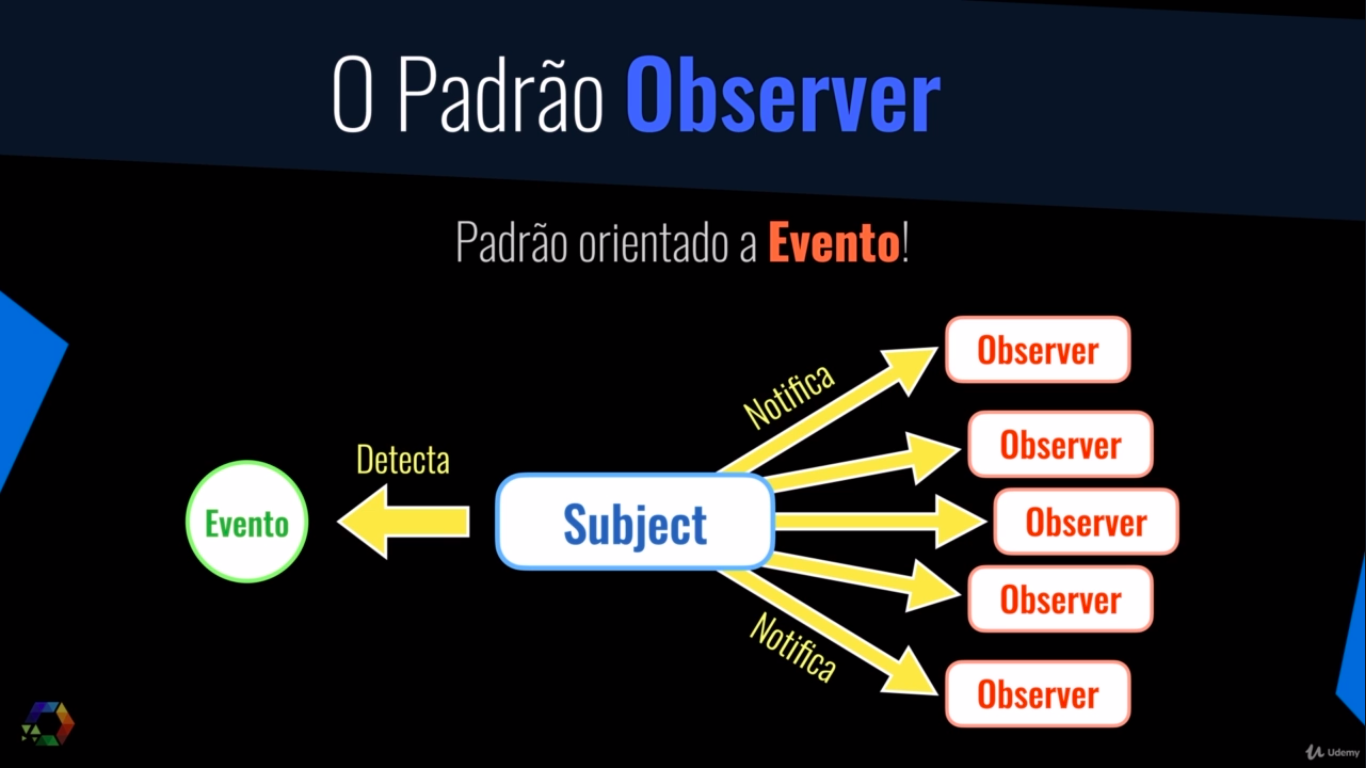 O Padrão Observer
Padrão orientado a Evento!
Detecta
Evento
Subject
Notifica
Notifica
Observer
Observer
Observer
Observer
Observer
Udemy